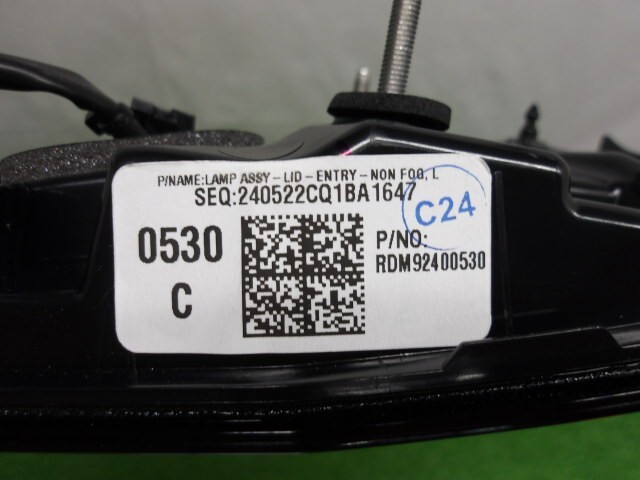 P/NAME:LAMP ASSY-LID-ENTRY-NON FOG, L
SEQ:240522CQ1BA1647
C24
0530
C
P/NO:
RDM92400530